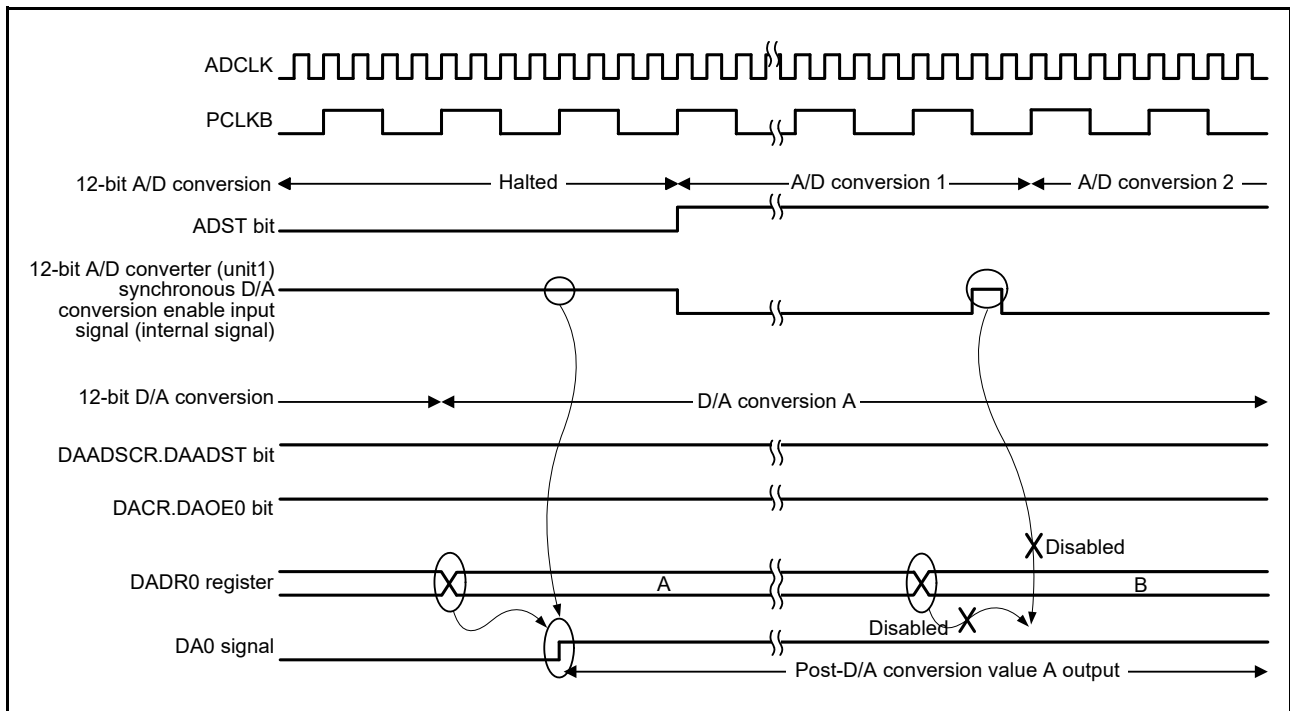 ADCLK
PCLKB
12-bit A/D conversion
Halted
A/D conversion 1
A/D conversion 2
ADST bit
12-bit A/D converter (unit1)
synchronous D/A
conversion enable input
signal (internal signal)
12-bit D/A conversion
D/A conversion A
DAADSCR.DAADST bit
DACR.DAOE0 bit
Disabled
DADR0 register
A
B
Disabled
DA0 signal
Post-D/A conversion value A output